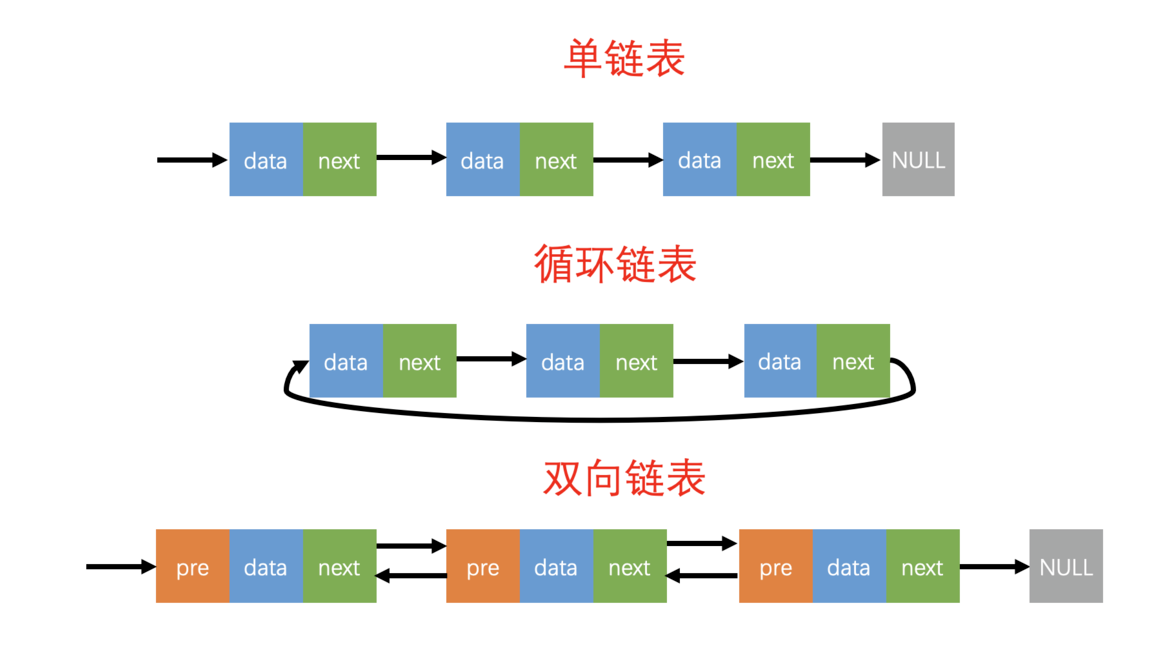 单链表
data next data next data next NULL
循环链表
data next data next data next
双向链表
pre data next pre data next pre data next NULL